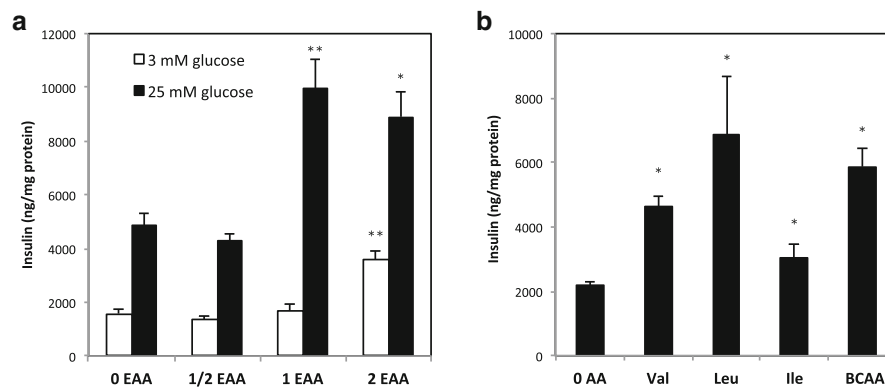 a
12000
10000
8000
6000
4000
2000
0
Insulin (ng/mg protein)
3 mM glucose
25 mM glucose
**
*
**
0 EAA 1/2 EAA 1 EAA 2 EAA
b
10000
8000
6000
4000
2000
0
Insulin (ng/mg protein)
*
*
*
*
0 AA Val Leu Ile BCAA